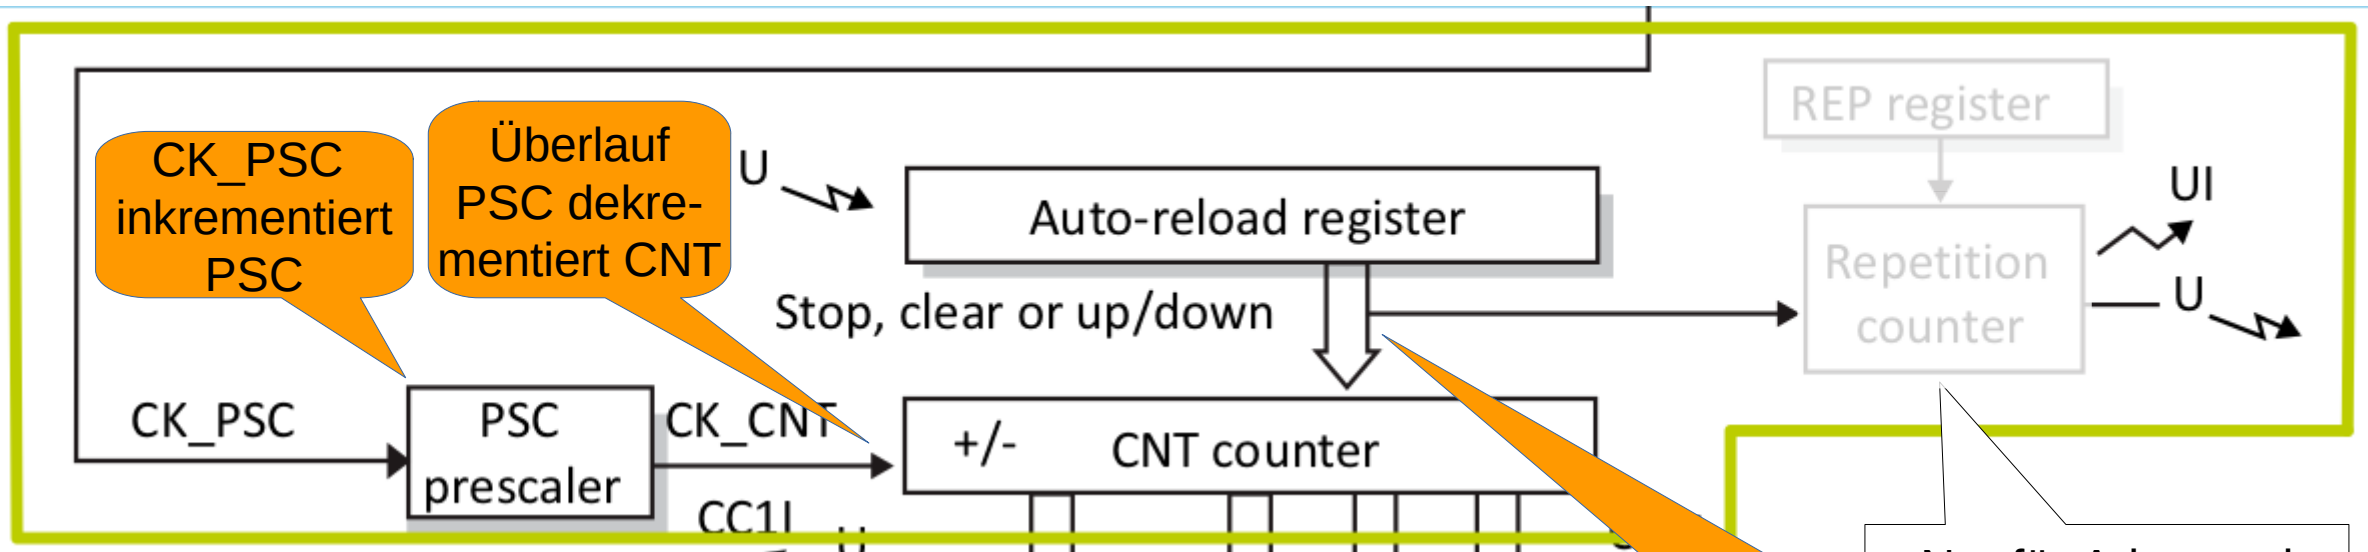 REP register
CK_PSC
inkrementiert
PSC
Überlauf
PSC dekre-
mentiert CNT
U
Auto-reload register
UI
Repetition
counter
U
Stop, clear or up/down
CK_PSC
PSC
prescaler
CK_CNT
+/-
CNT counter
CC1I
U